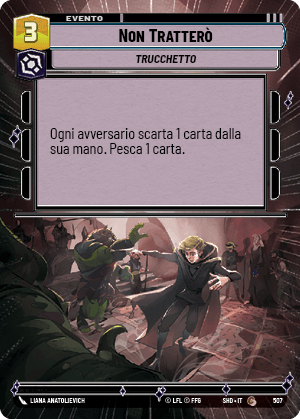 EVENTO
3
NON TRATTERÒ
TRUCCHETTO
Ogni avversario scarta 1 carta dalla
sua mano. Pesca 1 carta.
LIANA ANATOLIEVICH
© LFL © FFG
SHD • IT
507